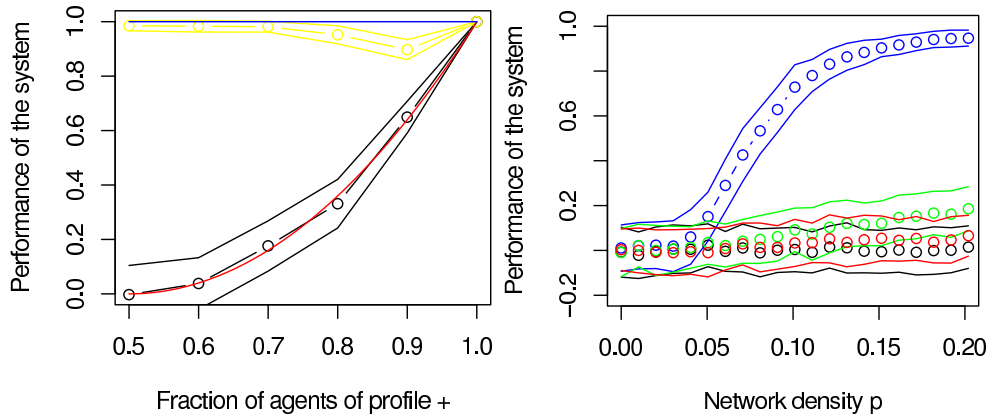 Performance of the system
1.0
0.8
0.6
0.4
0.2
0.0
0.5 0.6 0.7 0.8 0.9 1.0
Fraction of agents of profile +
Performance of the system
1.0
0.6
0.2
−0.2
0.00 0.05 0.10 0.15 0.20
Network density p